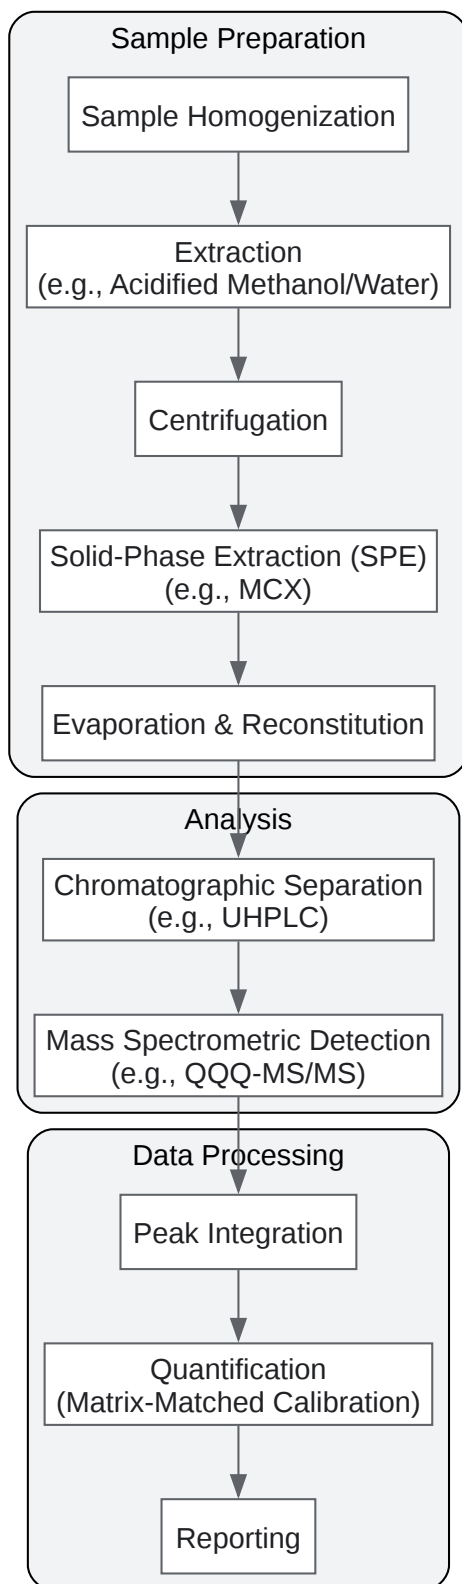 Sample Preparation
Sample Homogenization
Extraction
(e.g., Acidified Methanol/Water)
Centrifugation
Solid-Phase Extraction (SPE)
(e.g., MCX)
Evaporation & Reconstitution
Analysis
Chromatographic Separation
(e.g., UHPLC)
Mass Spectrometric Detection
(e.g., QQQ-MS/MS)
Data Processing
Peak Integration
Quantification
(Matrix-Matched Calibration)
Reporting